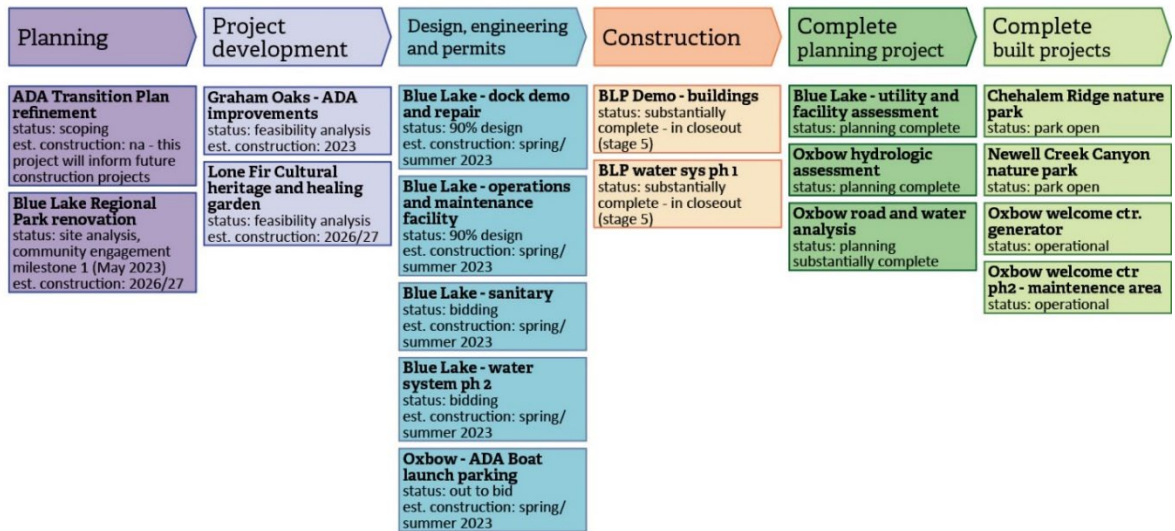 Planning
Project
development
Design, engineering
and permits
Construction
Complete
planning project
Complete
built projects
ADA Transition Plan
refinement
status: scoping
est. construction: na - this
project will inform future
construction projects
Blue Lake Regional
Park renovation
status: site analysis,
community engagement
milestone 1 (May 2023)
est. construction: 2026/27
Graham Oaks - ADA
improvements
status: feasibility analysis
est. construction: 2023
Lone Fir Cultural
heritage and healing
garden
status: feasibility analysis
est. construction: 2026/27
Blue Lake - dock demo
and repair
status: 90% design
est. construction: spring/
summer 2023
Blue Lake - operations
and maintenance
facility
status: 90% design
est. construction: spring/
summer 2023
Blue Lake - sanitary
status: bidding
est. construction: spring/
summer 2023
Blue Lake - water
system ph 2
status: bidding
est. construction: spring/
summer 2023
Oxbow - ADA Boat
launch parking
status: out to bid
est. construction: spring/
summer 2023
BLP Demo - buildings
status: substantially
complete - in closeout
(stage 5)
BLP water sys ph 1
status: substantially
complete - in closeout
(stage 5)
Blue Lake - utility and
facility assessment
status: planning complete
Oxbow hydrologic
assessment
status: planning complete
Oxbow road and water
analysis
status: planning
substantially complete
Chehalem Ridge nature
park
status: park open
Newell Creek Canyon
nature park
status: park open
Oxbow welcome ctr.
generator
status: operational
Oxbow welcome ctr
ph2 - maintenence area
status: operational